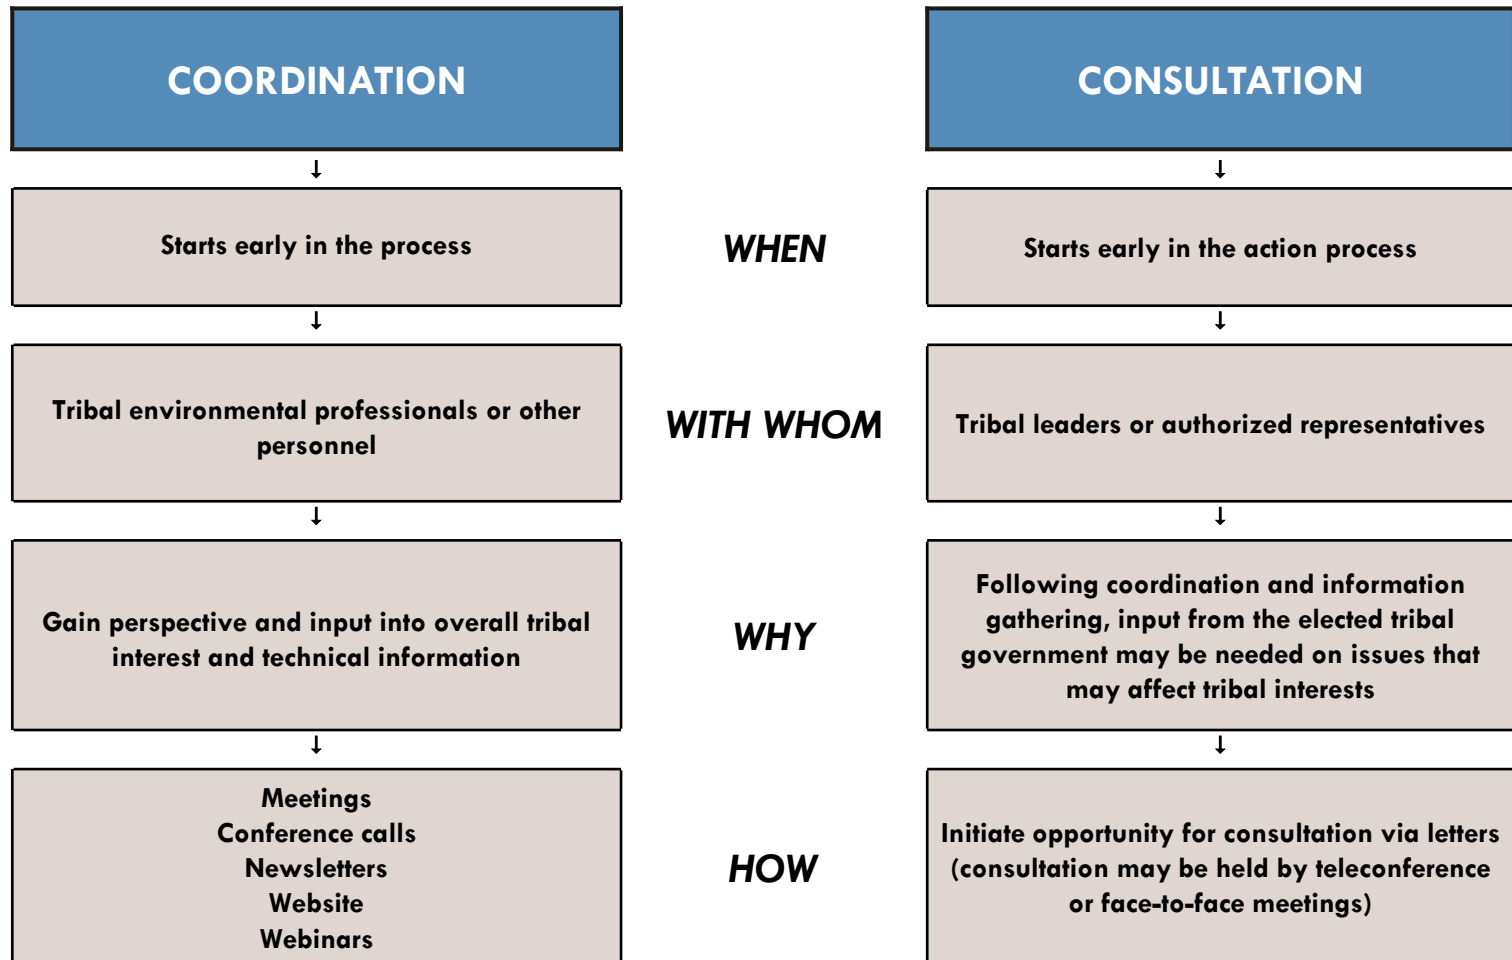 COORDINATION
CONSULTATION
Starts early in the process
WHEN
Starts early in the action process
Tribal environmental professionals or other
personnel
WITH WHOM
Tribal leaders or authorized representatives
Gain perspective and input into overall tribal
interest and technical information
WHY
Following coordination and information
gathering, input from the elected tribal
government may be needed on issues that
may affect tribal interests
Meetings
Conference calls
Newsletters
Website
Webinars
HOW
Initiate opportunity for consultation via letters
(consultation may be held by teleconference
or face-to-face meetings)